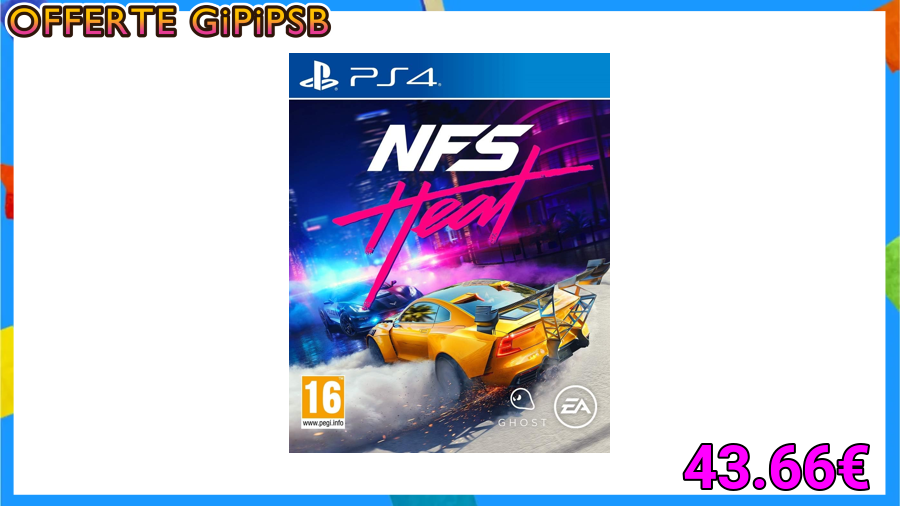 OFFERTE GiPiPSB
PS4
NFS
Heat
16
www.pegi.info
GHOST
EA
43.66€